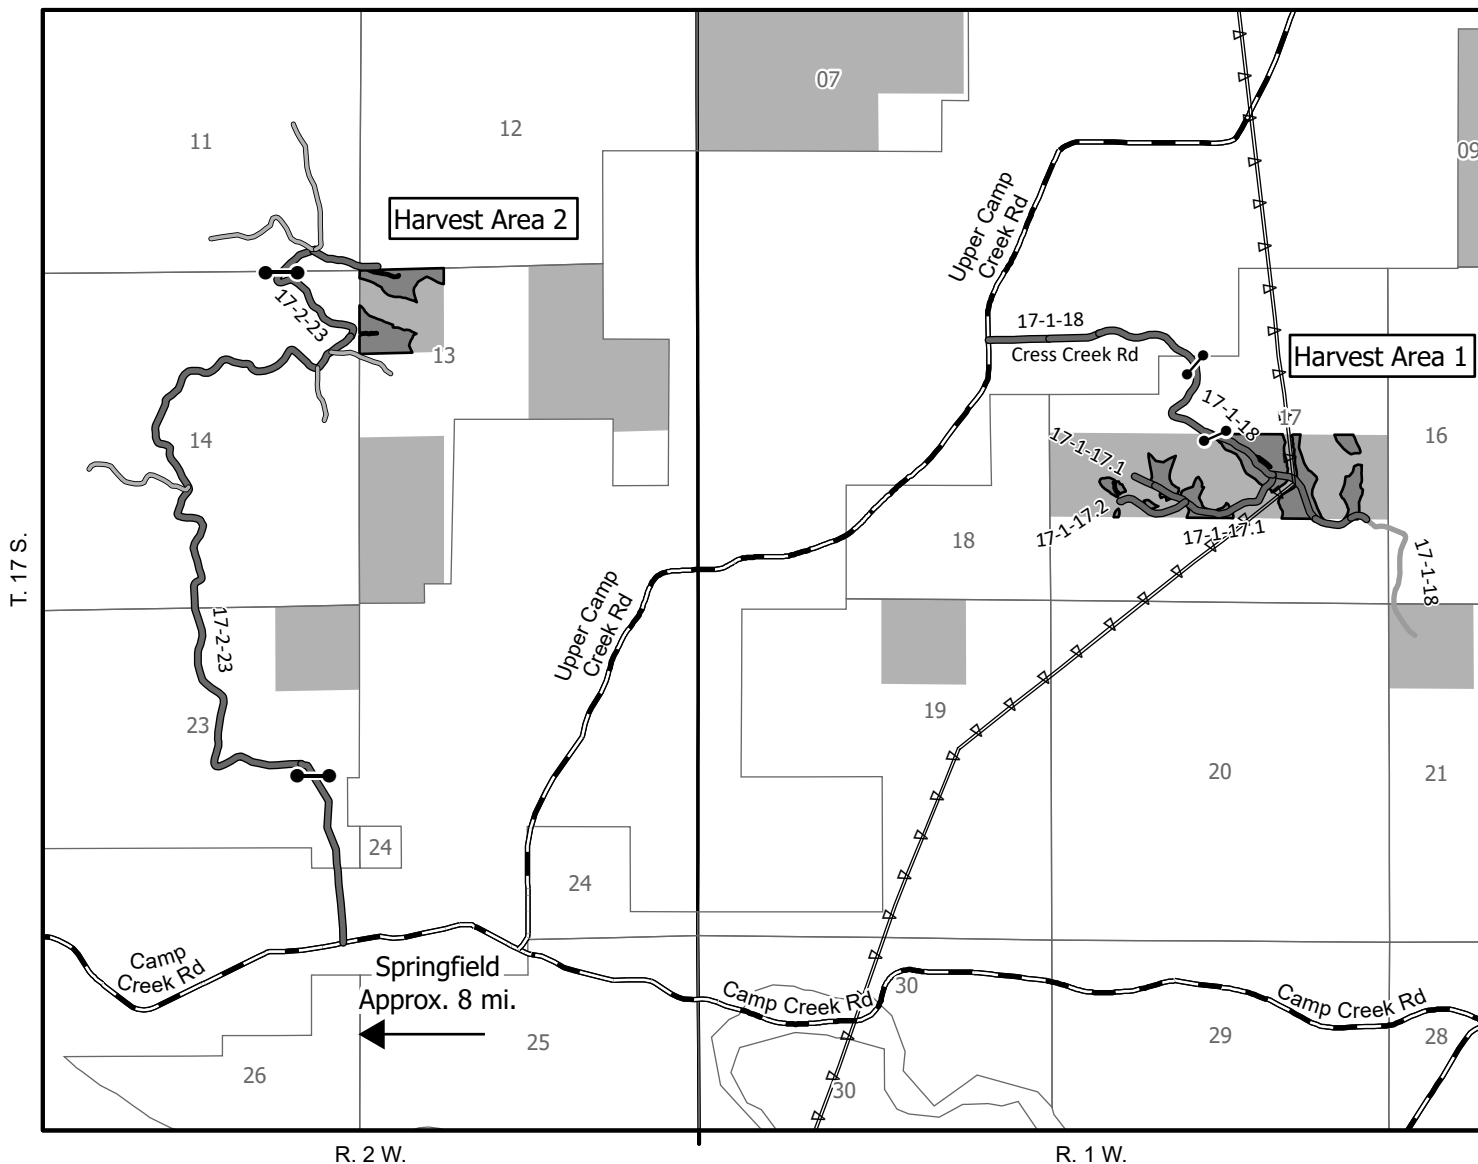 07
12
11
09
Upper Camp
Creek Rd
Harvest Area 2
17-2-23
17-1-18
Cress Creek Rd
Harvest Area 1
13
17-1-18
17
16
14
17-1-17.1
17-1-17.2
17-1-17.1
18
17-1-18
T. 17 S.
Upper Camp
Creek Rd
17-2-23
19
23
20
21
24
24
Camp
Creek Rd
Springfield
Approx. 8 mi.
Camp Creek Rd
30
Camp Creek Rd
25
29
28
26
30
R. 2 W.
R. 1 W.